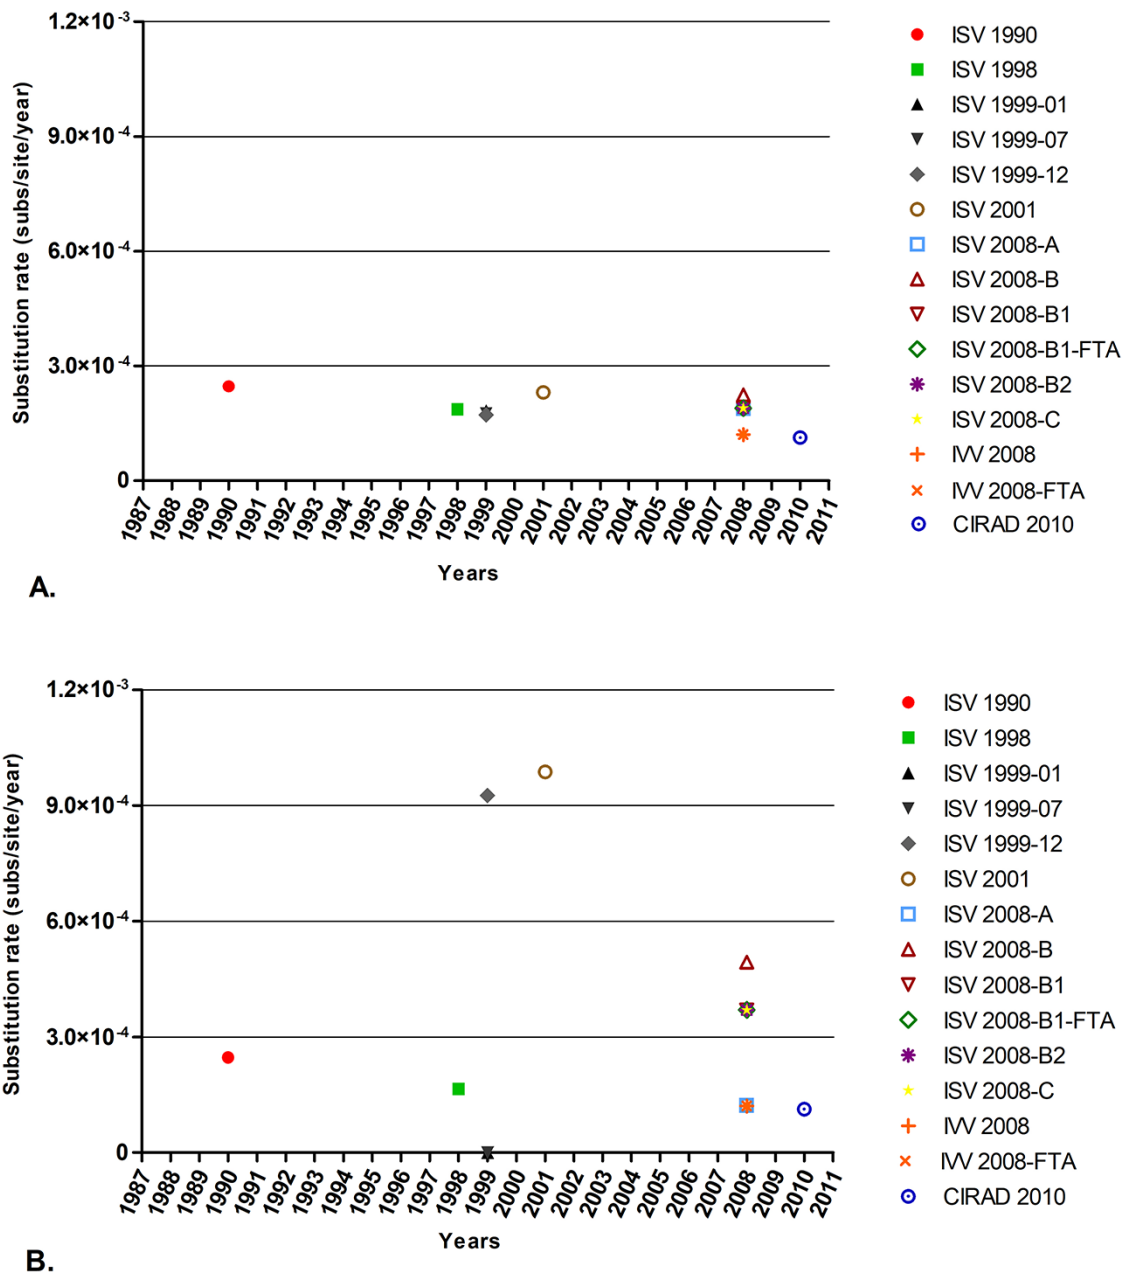 1.2×10⁻³
9.0×10⁻⁴
6.0×10⁻⁴
3.0×10⁻⁴
0
Substitution rate (subs/site/year)
1987 1988 1989 1990 1991 1992 1993 1994 1995 1996 1997 1998 1999 2000 2001 2002 2003 2004 2005 2006 2007 2008 2009 2010 2011
Years
ISV 1990
ISV 1998
ISV 1999-01
ISV 1999-07
ISV 1999-12
ISV 2001
ISV 2008-A
ISV 2008-B
ISV 2008-B1
ISV 2008-B1-FTA
ISV 2008-B2
ISV 2008-C
IVV 2008
IVV 2008-FTA
CIRAD 2010
A.
1.2×10⁻³
9.0×10⁻⁴
6.0×10⁻⁴
3.0×10⁻⁴
0
Substitution rate (subs/site/year)
1987 1988 1989 1990 1991 1992 1993 1994 1995 1996 1997 1998 1999 2000 2001 2002 2003 2004 2005 2006 2007 2008 2009 2010 2011
Years
ISV 1990
ISV 1998
ISV 1999-01
ISV 1999-07
ISV 1999-12
ISV 2001
ISV 2008-A
ISV 2008-B
ISV 2008-B1
ISV 2008-B1-FTA
ISV 2008-B2
ISV 2008-C
IVV 2008
IVV 2008-FTA
CIRAD 2010
B.